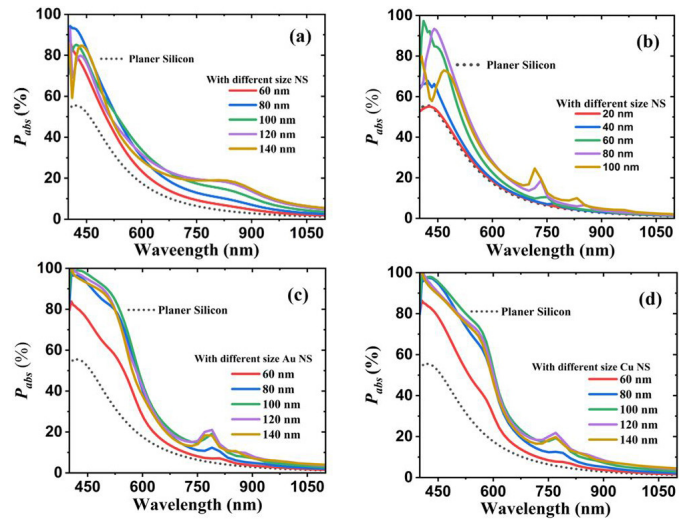 100
80
60
40
20
0
P_abs (%)
(a)
Planer Silicon
With different size NS
60 nm
80 nm
100 nm
120 nm
140 nm
450 600 750 900 1050
Waveength (nm)
100
80
60
40
20
0
P_abs (%)
(b)
Planer Silicon
With different size NS
20 nm
40 nm
60 nm
80 nm
100 nm
450 600 750 900 1050
Wavelength (nm)
100
80
60
40
20
0
P_abs (%)
(c)
Planer Silicon
With different size Au NS
60 nm
80 nm
100 nm
120 nm
140 nm
450 600 750 900 1050
Wavelength (nm)
100
80
60
40
20
0
P_abs (%)
(d)
Planer Silicon
With different size Cu NS
60 nm
80 nm
100 nm
120 nm
140 nm
450 600 750 900 1050
Wavelength (nm)